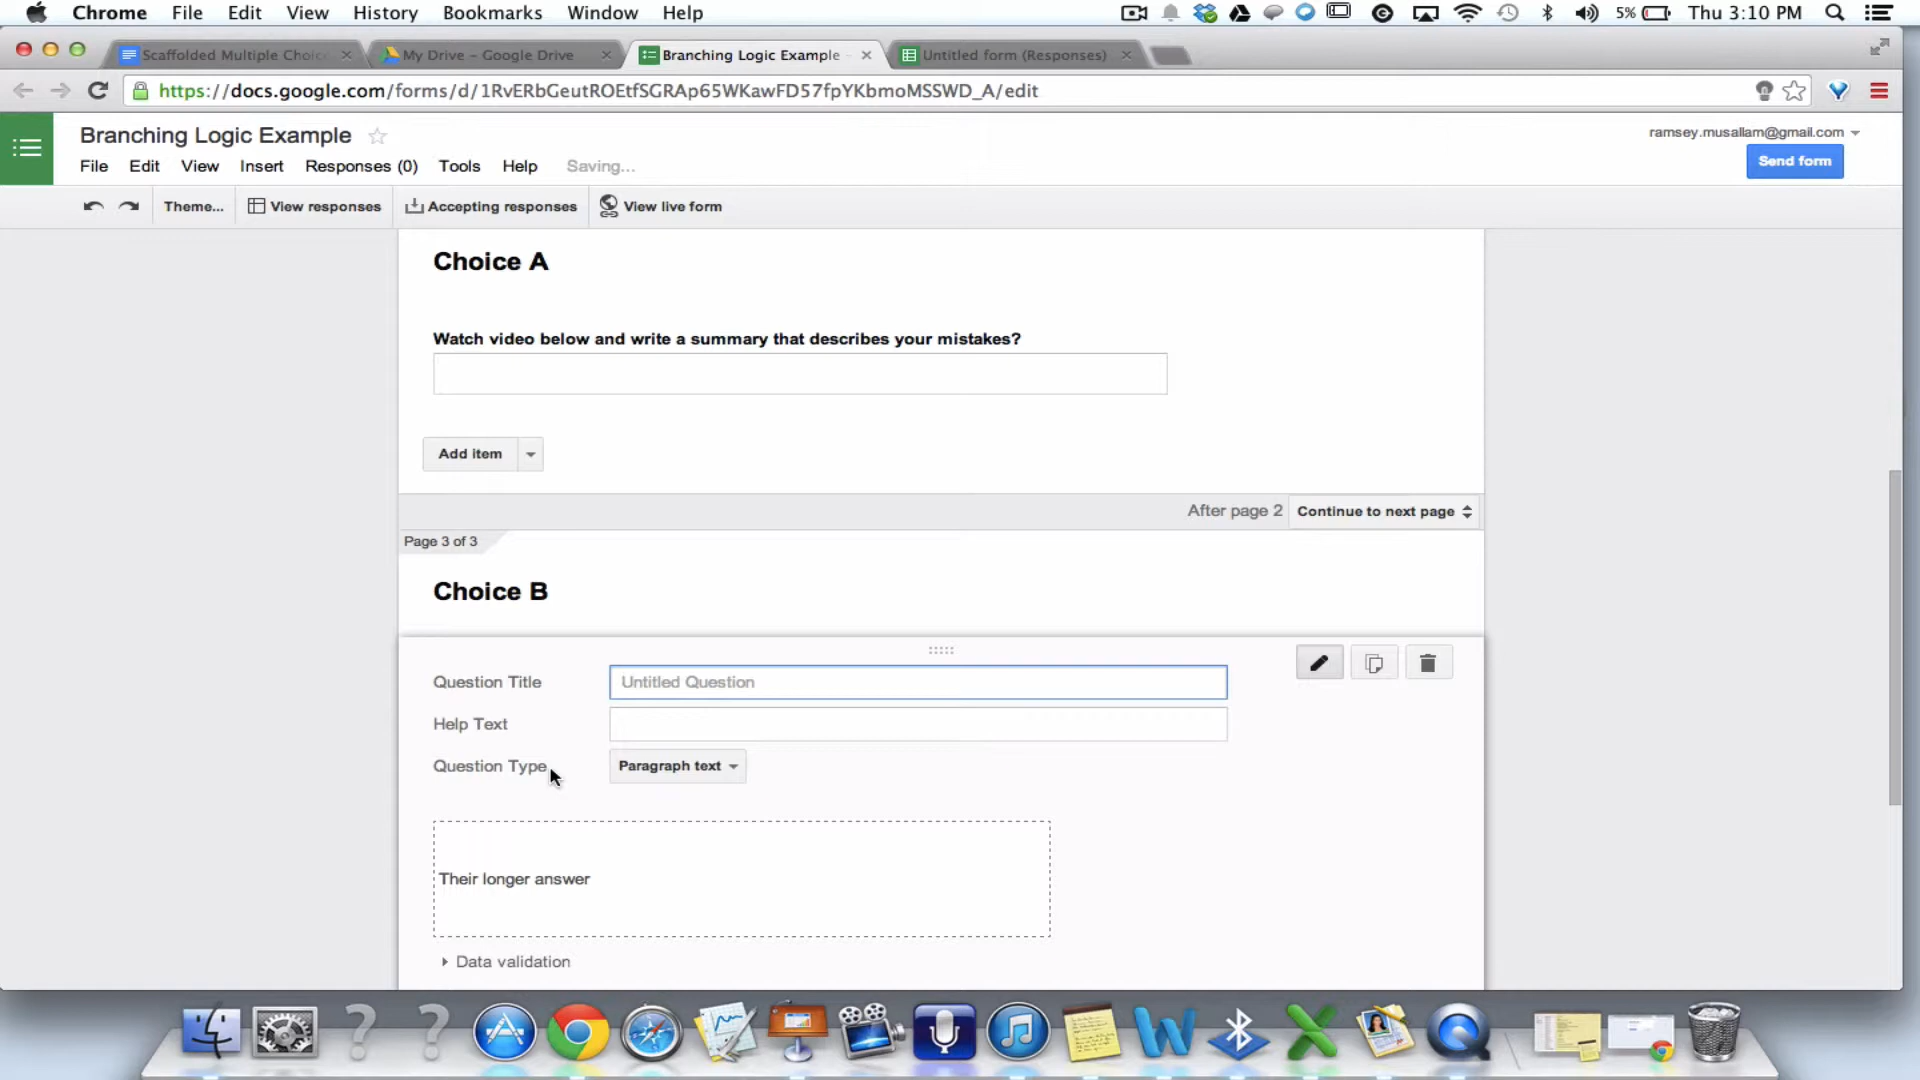 Chrome File Edit View History Bookmarks Window Help 5% Thu 3:10 PM
Scaffolded Multiple Choic My Drive – Google Drive Branching Logic Example – Untitled form (Responses)
https://docs.google.com/forms/d/1RvERbGeutROEtfSGRAp65WKawFD57fpYKbmoMSSWD_A/edit
Branching Logic Example ramsey.musallam@gmail.com
File Edit View Insert Responses (0) Tools Help Saving... Send form
Theme... View responses Accepting responses View live form
Choice A
Watch video below and write a summary that describes your mistakes?
Add item
After page 2 Continue to next page
Page 3 of 3
Choice B
Question Title Untitled Question
Help Text
Question Type Paragraph text
Their longer answer
Data validation